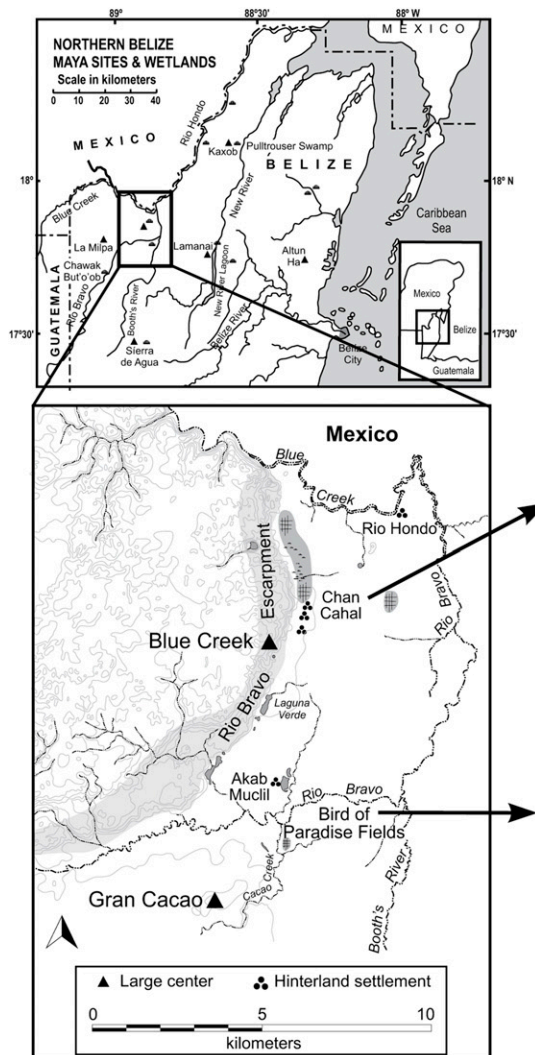 89°
88°30'
88° W
NORTHERN BELIZE
MAYA SITES & WETLANDS
Scale in kilometers
0 10 20 30 40
MEXICO
MEXICO
Rio Hondo
Kaxob
Pulltrouser Swamp
BELIZE
18°
18° N
Blue Creek
New River
Caribbean
Sea
La Milpa
Lamanai
Altun
Ha
Chawak
But'o'ob
New River Lagoon
GUATEMALA
Rio Bravo
Booth's River
Belize River
Mexico
Belize
Guatemala
17°30'
17°30'
Sierra
de Agua
Belize
City
Mexico
Blue
Creek
Rio Hondo
Escarpment
Chan
Cahal
Rio Bravo
Blue Creek
Rio Bravo
Laguna
Verde
Akab
Muclil
Rio Bravo
Bird of
Paradise Fields
Cacao Creek
Gran Cacao
Booth's River
Large center
Hinterland settlement
0 5 10
kilometers